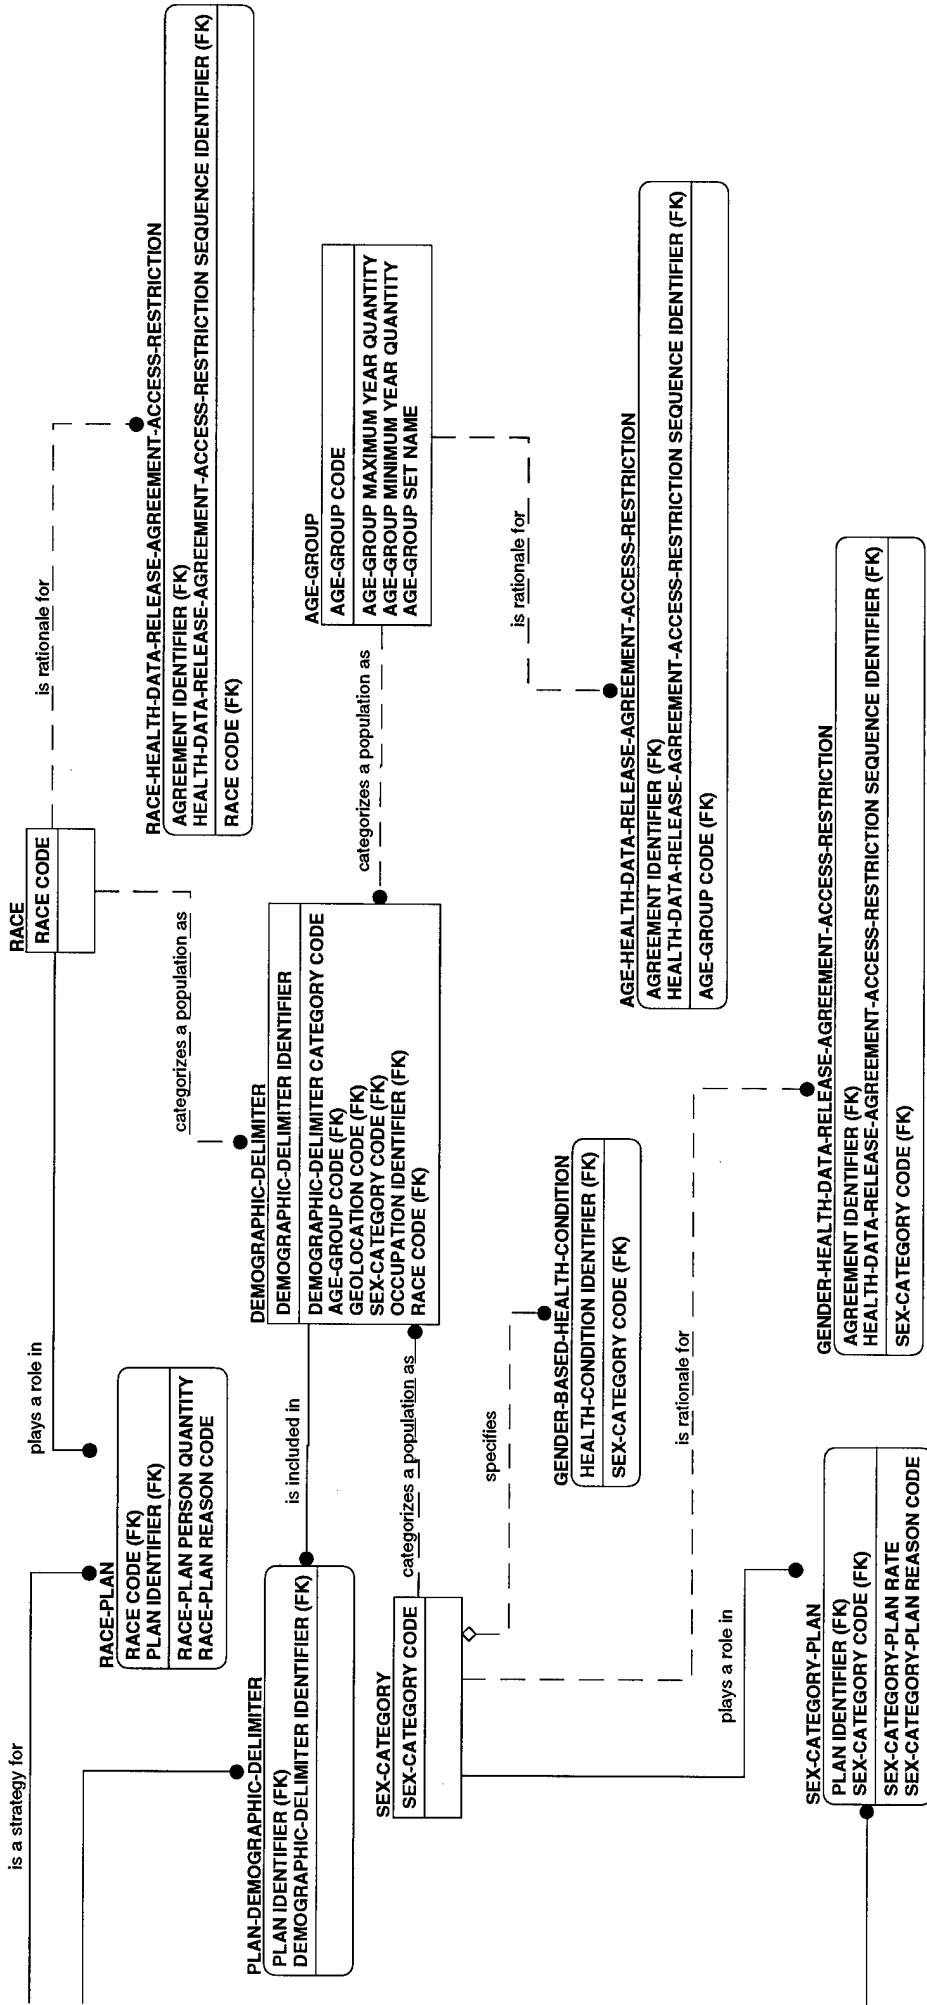 is a strategy for
RACE-PLAN
RACE CODE (FK)
PLAN IDENTIFIER (FK)
RACE-PLAN PERSON QUANTITY
RACE-PLAN REASON CODE
plays a role in
RACE
RACE CODE
is rationale for
RACE-HEALTH-DATA-RELEASE-AGREEMENT-ACCESS-RESTRICTION
AGREEMENT IDENTIFIER (FK)
HEALTH-DATA-RELEASE-AGREEMENT-ACCESS-RESTRICTION SEQUENCE IDENTIFIER (FK)
RACE CODE (FK)
categorizes a population as
PLAN-DEMOGRAPHIC-DELIMITER
PLAN IDENTIFIER (FK)
DEMOGRAPHIC-DELIMITER IDENTIFIER (FK)
is included in
DEMOGRAPHIC-DELIMITER
DEMOGRAPHIC-DELIMITER IDENTIFIER
DEMOGRAPHIC-DELIMITER CATEGORY CODE
AGE-GROUP CODE (FK)
GEOLOCATION CODE (FK)
SEX-CATEGORY CODE (FK)
OCCUPATION IDENTIFIER (FK)
RACE CODE (FK)
categorizes a population as
AGE-GROUP
AGE-GROUP CODE
AGE-GROUP MAXIMUM YEAR QUANTITY
AGE-GROUP MINIMUM YEAR QUANTITY
AGE-GROUP SET NAME
is rationale for
SEX-CATEGORY
SEX-CATEGORY CODE
categorizes a population as
specifies
GENDER-BASED-HEALTH-CONDITION
HEALTH-CONDITION IDENTIFIER (FK)
SEX-CATEGORY CODE (FK)
AGE-HEALTH-DATA-RELEASE-AGREEMENT-ACCESS-RESTRICTION
AGREEMENT IDENTIFIER (FK)
HEALTH-DATA-RELEASE-AGREEMENT-ACCESS-RESTRICTION SEQUENCE IDENTIFIER (FK)
AGE-GROUP CODE (FK)
is rationale for
plays a role in
SEX-CATEGORY-PLAN
PLAN IDENTIFIER (FK)
SEX-CATEGORY CODE (FK)
SEX-CATEGORY-PLAN RATE
SEX-CATEGORY-PLAN REASON CODE
GENDER-HEALTH-DATA-RELEASE-AGREEMENT-ACCESS-RESTRICTION
AGREEMENT IDENTIFIER (FK)
HEALTH-DATA-RELEASE-AGREEMENT-ACCESS-RESTRICTION SEQUENCE IDENTIFIER (FK)
SEX-CATEGORY CODE (FK)